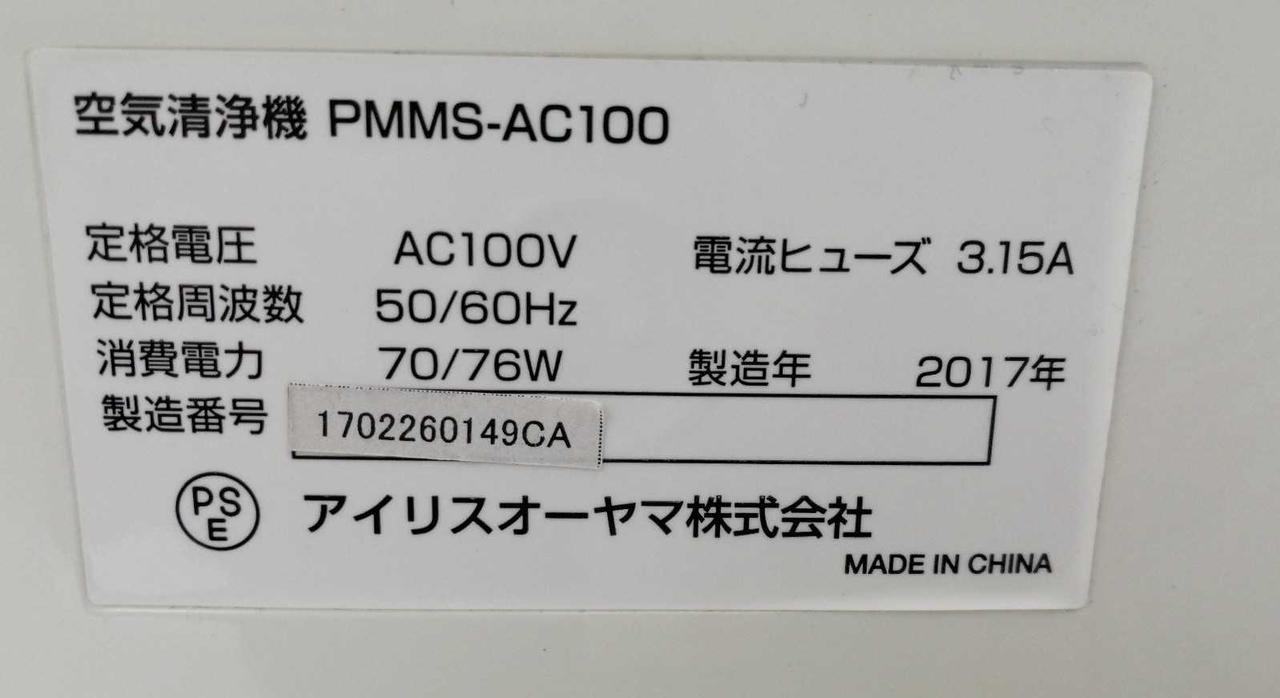 空気清浄機 PMMS-AC100
定格電圧 AC100V 電流ヒューズ 3.15A
定格周波数 50/60Hz
消費電力 70/76W 製造年 2017年
製造番号 1702260149CA
PSE アイリスオーヤマ株式会社
MADE IN CHINA